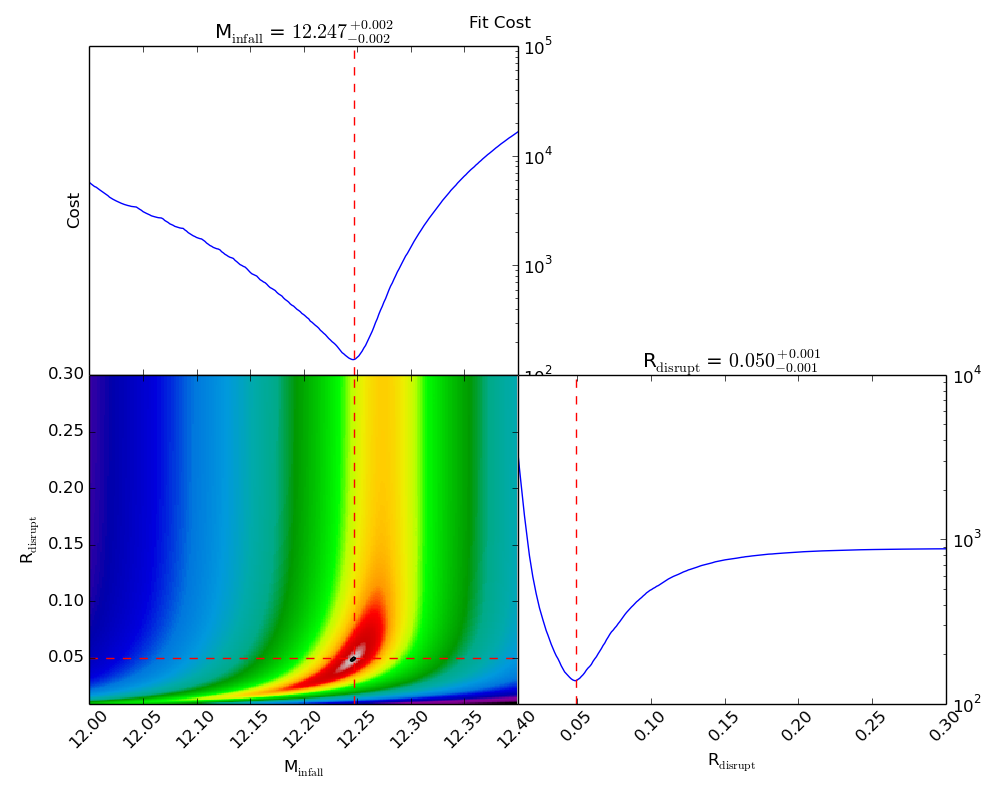 Fit Cost
M_infall = 12.247^{+0.002}_{-0.002}
Cost
10^5
10^4
10^3
10^2
R_disrupt = 0.050^{+0.001}_{-0.001}
0.30
0.25
0.20
0.15
0.10
0.05
R_disrupt
10^4
10^3
10^2
12.00 12.05 12.10 12.15 12.20 12.25 12.30 12.35 12.40
0.05 0.10 0.15 0.20 0.25 0.30
M_infall
R_disrupt